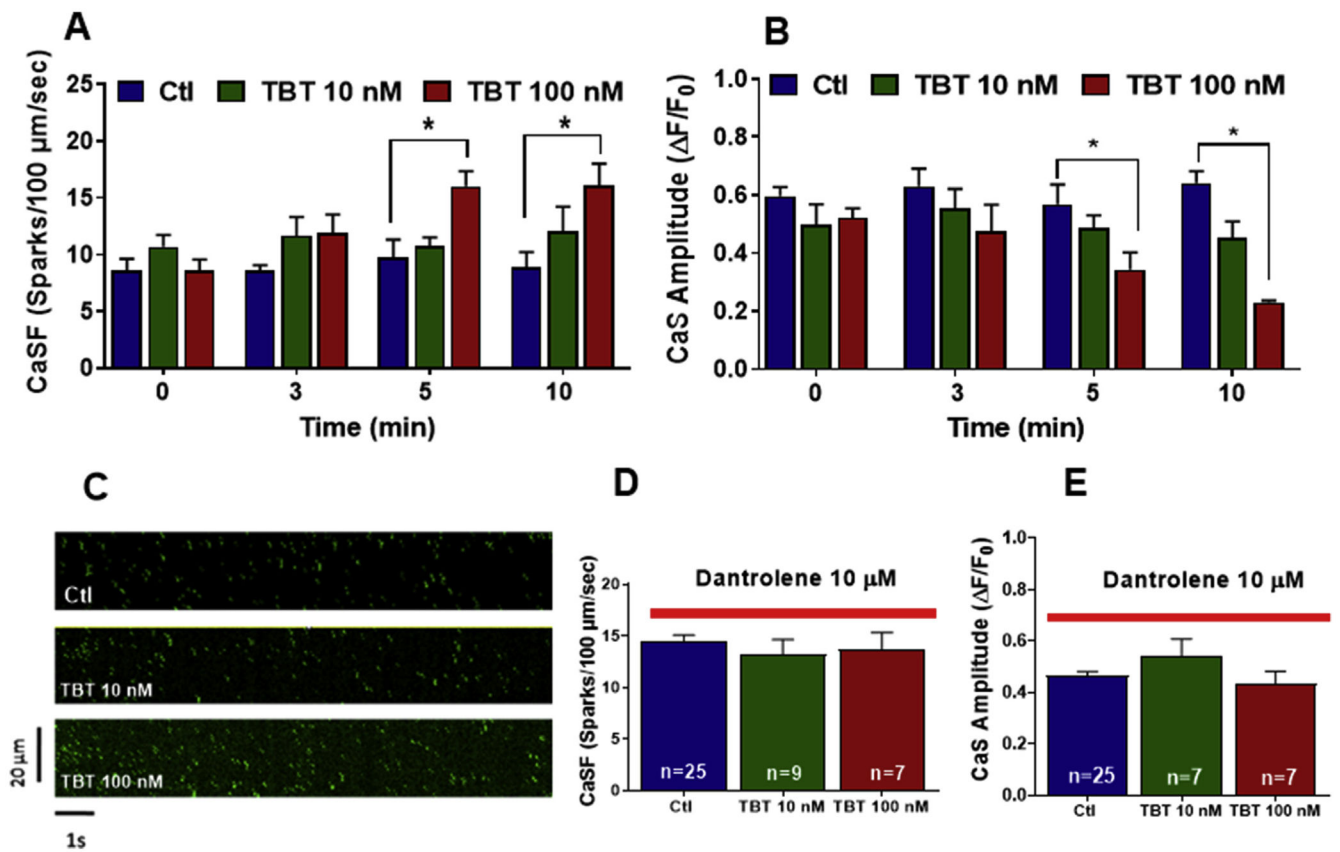 A
CaSF (Sparks/100 µm/sec)
Ctl TBT 10 nM TBT 100 nM
25
20
15
10
5
0
* *
0 3 5 10
Time (min)
B
CaS Amplitude (ΔF/F0)
Ctl TBT 10 nM TBT 100 nM
1.0
0.8
0.6
0.4
0.2
0.0
* *
0 3 5 10
Time (min)
C
Ctl
TBT 10 nM
TBT 100 nM
20 µm
1s
D
CaSF (Sparks/100 µm/sec)
Dantrolene 10 µM
20
15
10
5
0
n=25 n=9 n=7
Ctl TBT 10 nM TBT 100 nM
E
CaS Amplitude (ΔF/F0)
Dantrolene 10 µM
1.0
0.8
0.6
0.4
0.2
0.0
n=25 n=7 n=7
Ctl TBT 10 nM TBT 100 nM